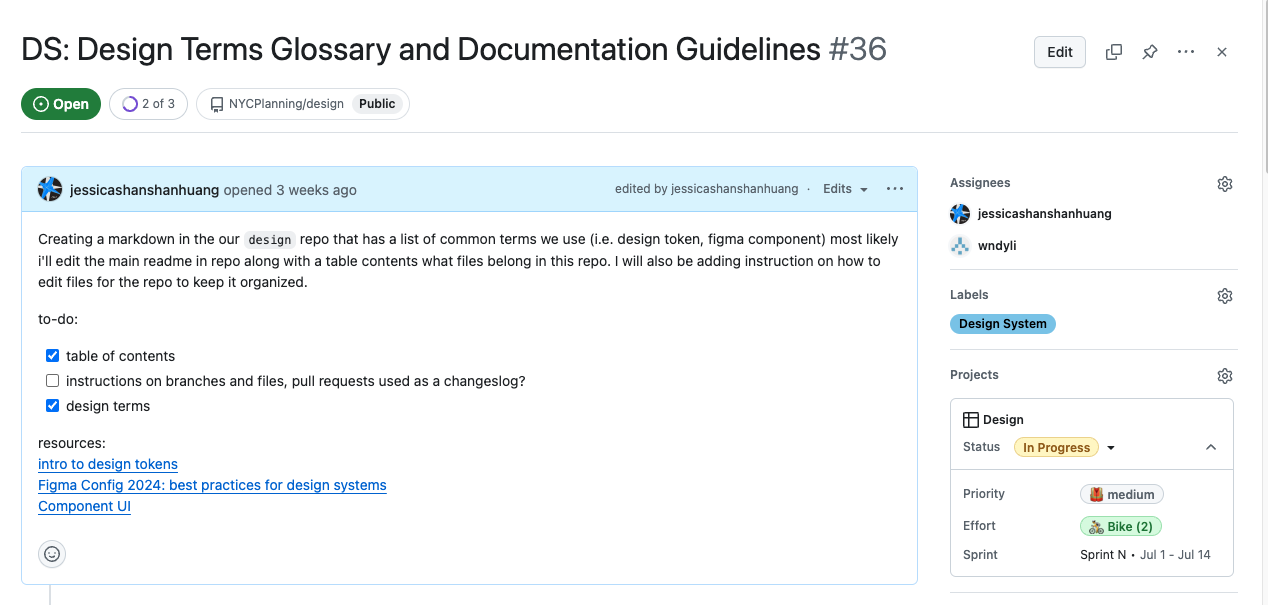 DS: Design Terms Glossary and Documentation Guidelines #36
Edit
Open
2 of 3
NYCPlanning/design Public
jessicashanshanhuang opened 3 weeks ago
edited by jessicashanshanhuang · Edits
Creating a markdown in the our design repo that has a list of common terms we use (i.e. design token, figma component) most likely
i'll edit the main readme in repo along with a table contents what files belong in this repo. I will also be adding instruction on how to
edit files for the repo to keep it organized.
to-do:
table of contents
instructions on branches and files, pull requests used as a changeslog?
design terms
resources:
intro to design tokens
Figma Config 2024: best practices for design systems
Component UI
Assignees
jessicashanshanhuang
wndyli
Labels
Design System
Projects
Design
Status In Progress
Priority medium
Effort Bike (2)
Sprint Sprint N • Jul 1 - Jul 14